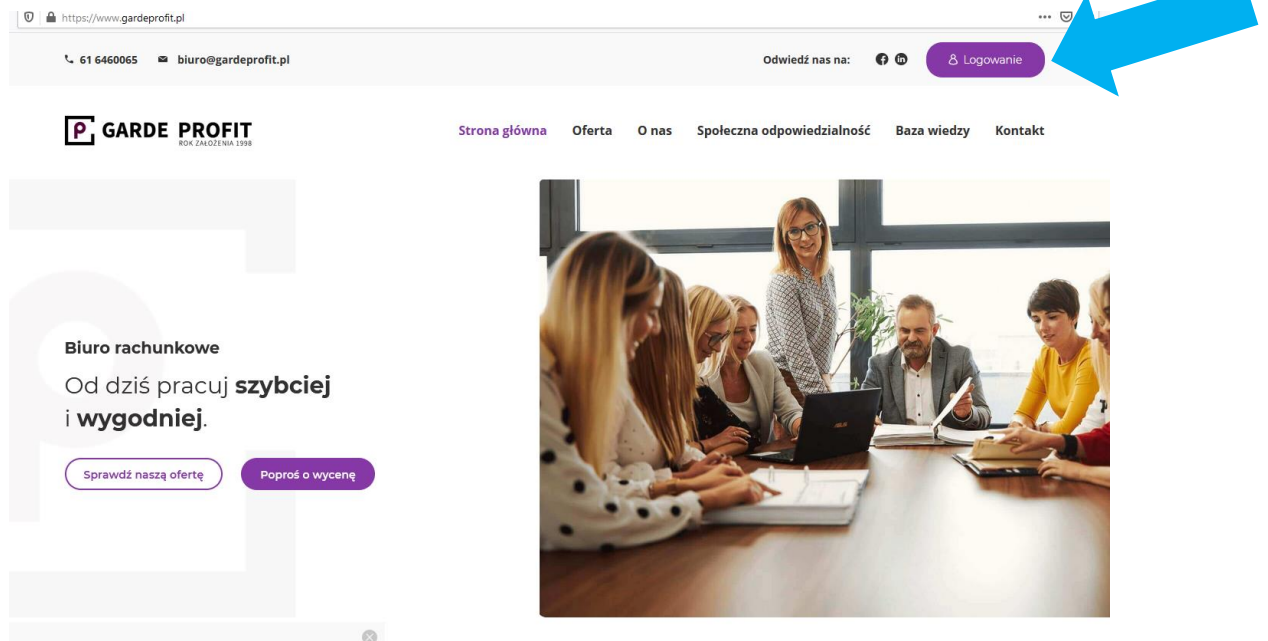 https://www.gardeprofit.pl
61 6460065 biuro@gardeprofit.pl Odwiedź nas na: Logowanie
GARDE PROFIT
ROK ZAŁOŻENIA 1998
Strona główna Oferta O nas Społeczna odpowiedzialność Baza wiedzy Kontakt
Biuro rachunkowe
Od dziś pracuj szybciej
i wygodniej.
Sprawdź naszą ofertę Poproś o wycenę
ASUS